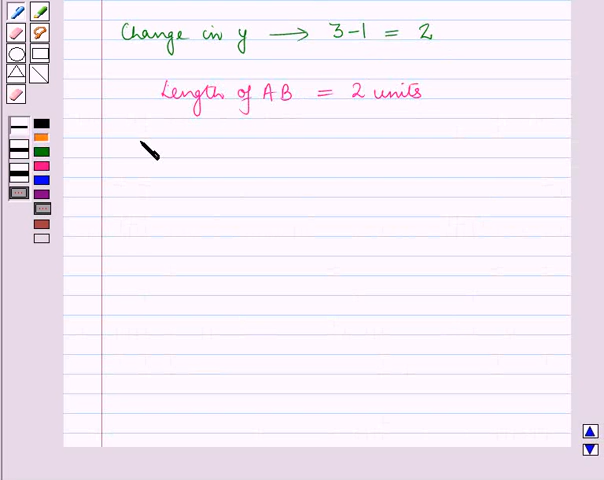 Change in y → 3-1 = 2
Length of AB = 2 units